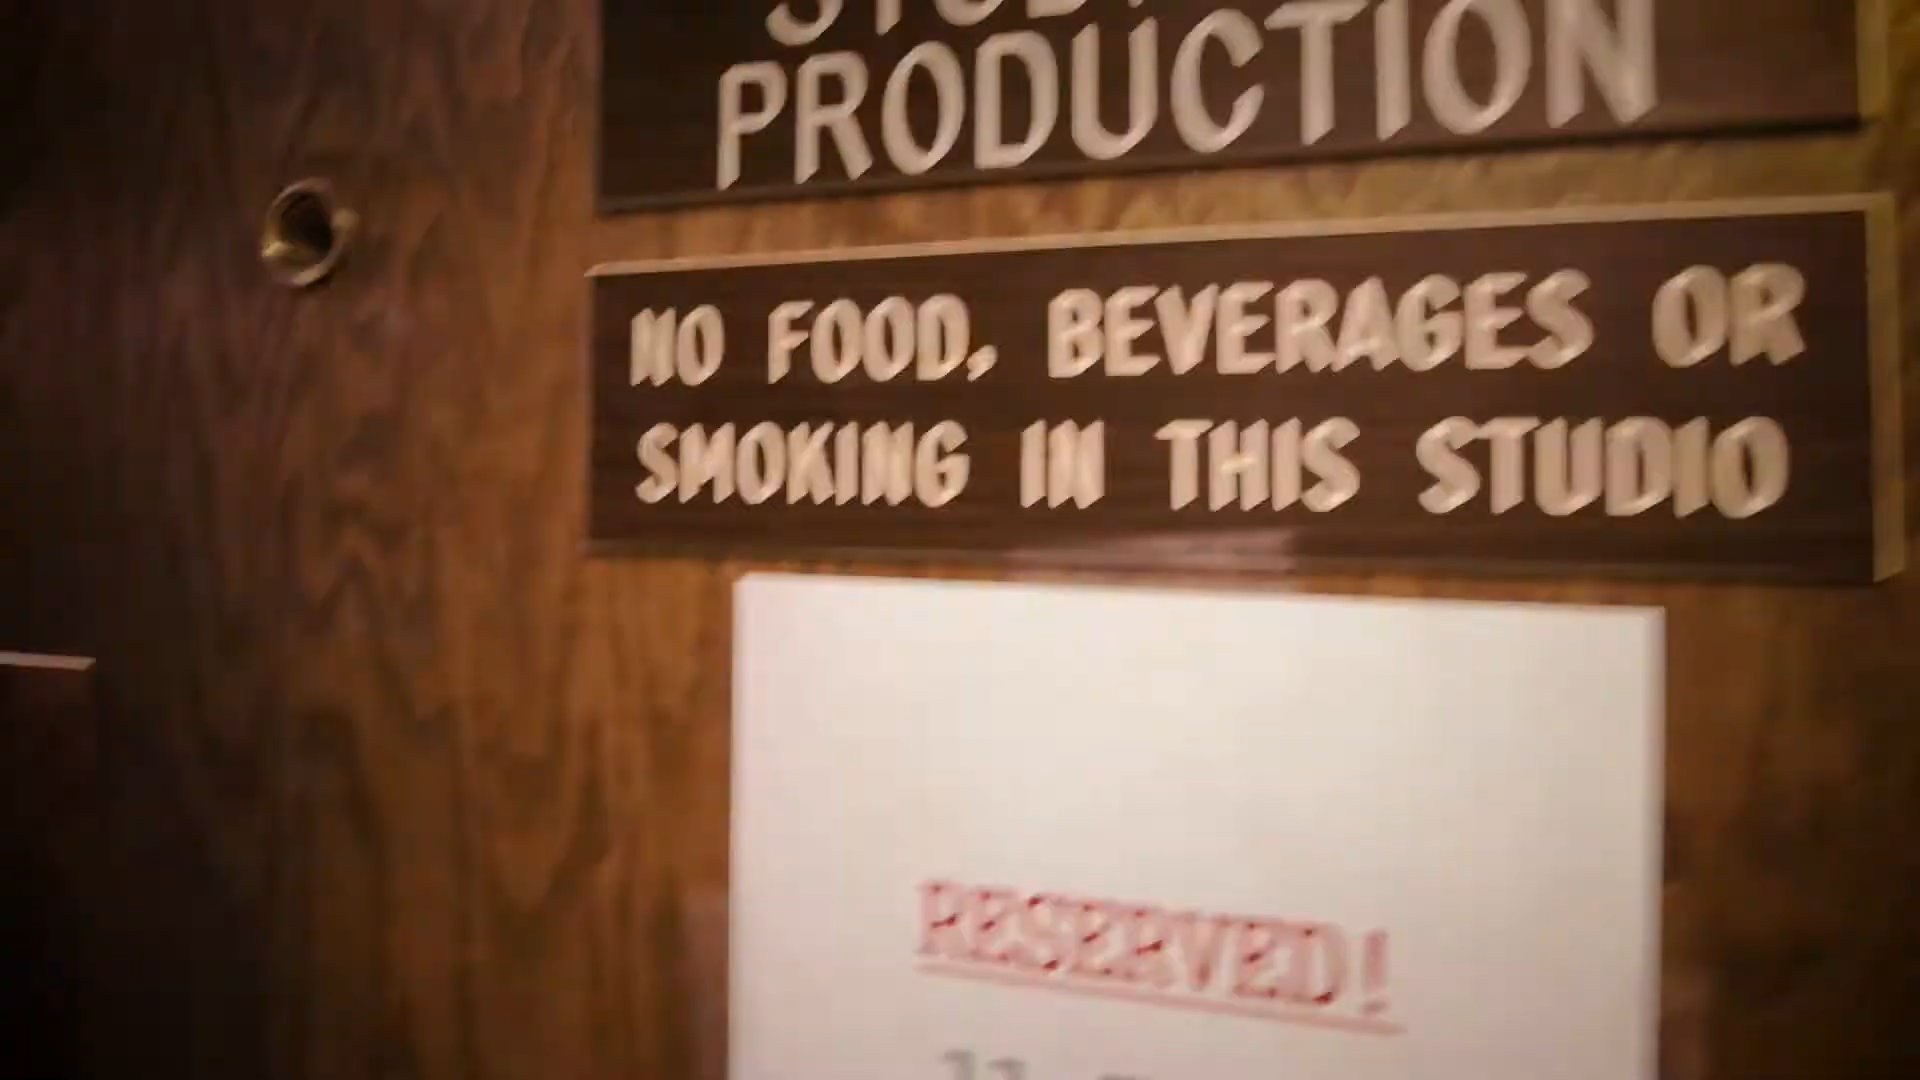 PRODUCTION
NO FOOD, BEVERAGES OR
SMOKING IN THIS STUDIO
RESERVED!